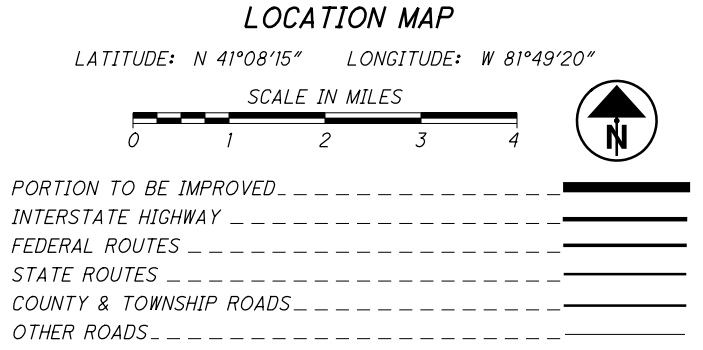 LOCATION MAP
LATITUDE: N 41°08'15" LONGITUDE: W 81°49'20"
SCALE IN MILES
0 1 2 3 4
N
PORTION TO BE IMPROVED
INTERSTATE HIGHWAY
FEDERAL ROUTES
STATE ROUTES
COUNTY & TOWNSHIP ROADS
OTHER ROADS